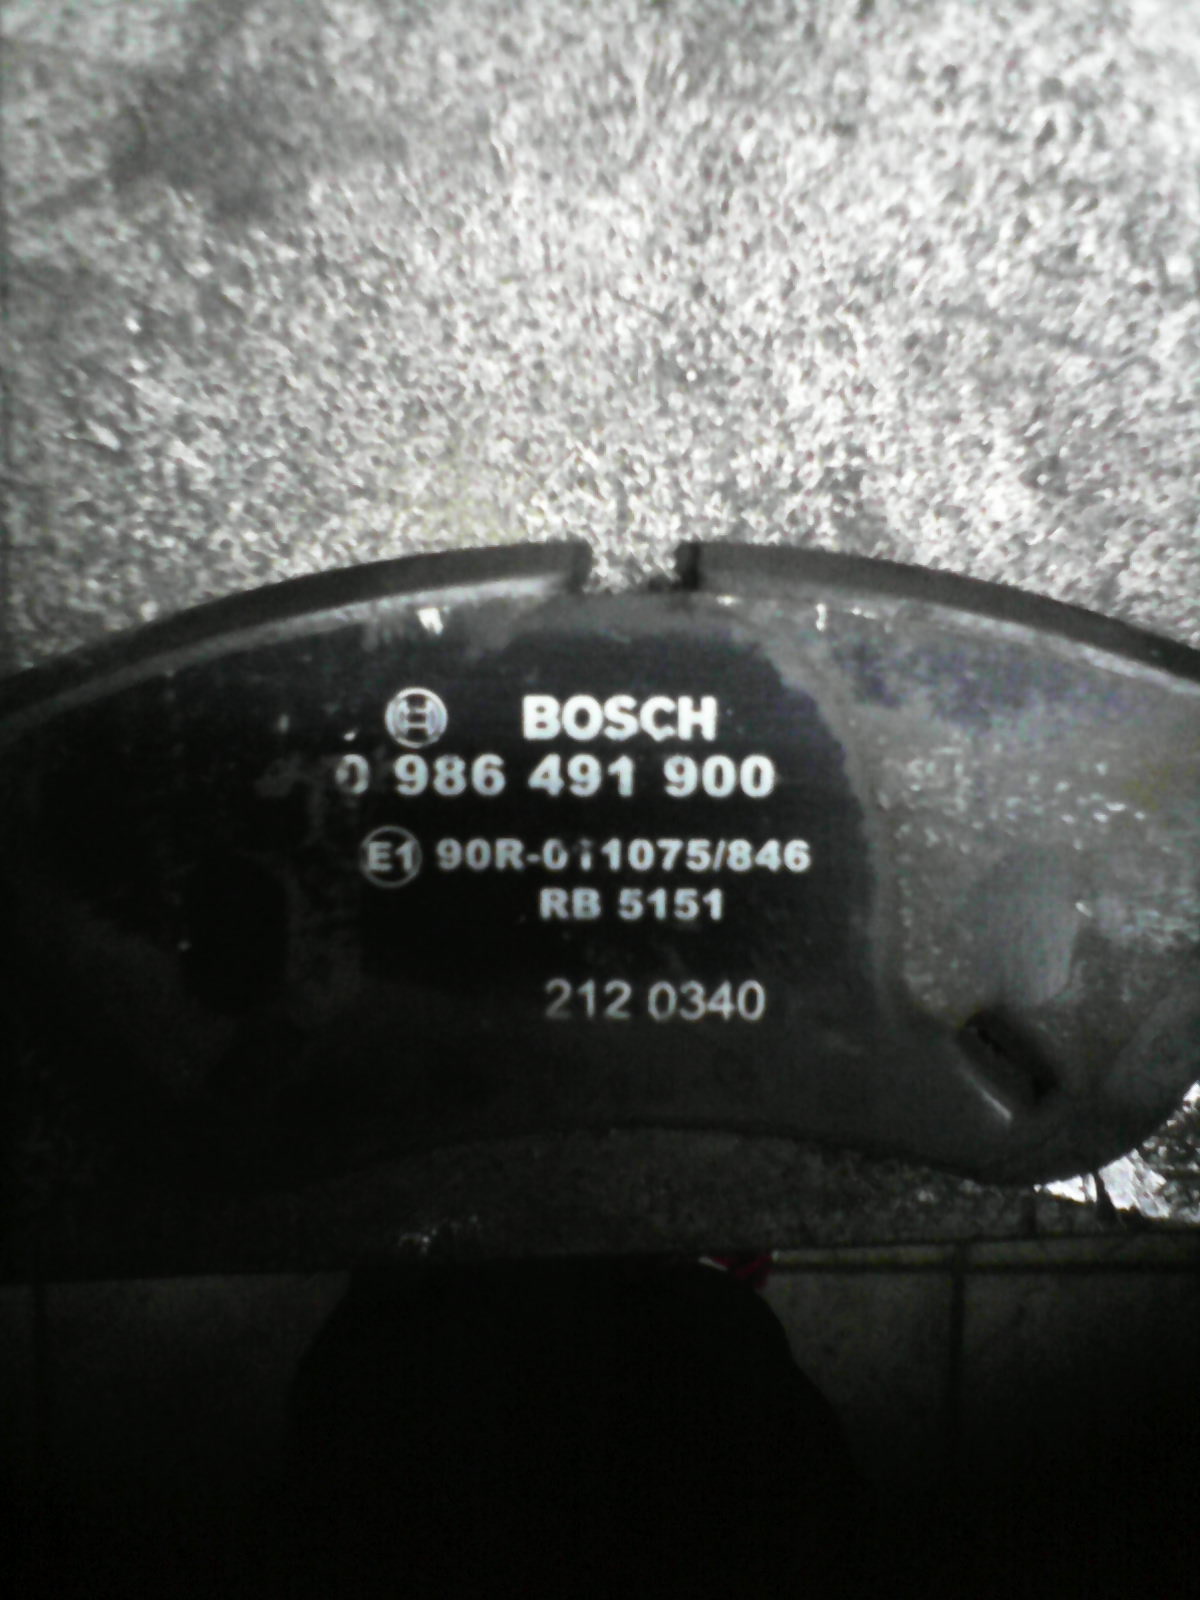 BOSCH
0 986 491 900
E1 90R-011075/846
RB 5151
212 0340